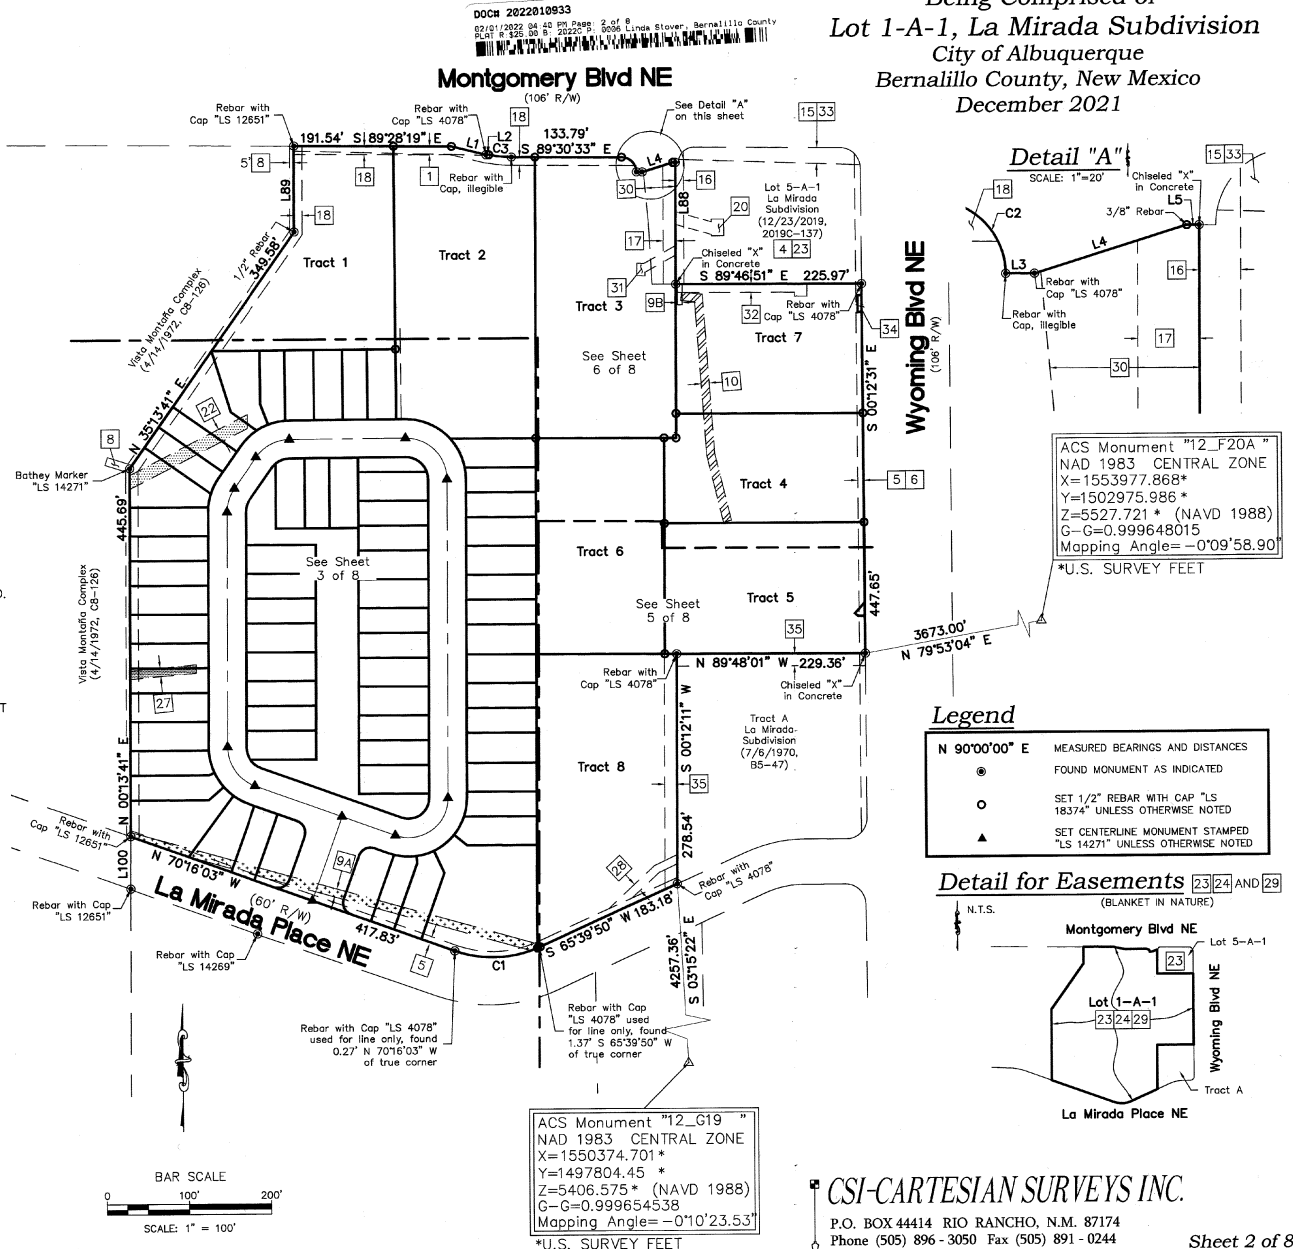 DOC# 2022010933
02/01/2022 04:40 PM Page: 2 of 8
PLAT R:$25.00 B: 2022C P: 0006 Linda Stover, Bernalillo County
Lot 1-A-1, La Mirada Subdivision
City of Albuquerque
Bernalillo County, New Mexico
December 2021
Montgomery Blvd NE
(106' R/W)
Rebar with
Cap "LS 12651"
Rebar with
Cap "LS 4078"
18
See Detail "A"
on this sheet
15 33
191.54' S 89°28'19" E
L1
L2
C3
133.79'
S 89°30'33" E
L4
5' 8
18
1
Rebar with
Cap, illegible
30
16
L89
18
L88
Lot 5-A-1
La Mirada
Subdivision
(12/23/2019,
2019C-137)
4 23
20
17
1/2" Rebar
349.58'
Tract 1
Tract 2
Chiseled "X"
in Concrete
S 89°46'51" E 225.97'
31
9B
Tract 3
32
Rebar with
Cap "LS 4078"
34
Tract 7
Wyoming Blvd NE
(106' R/W)
Vista Montaña Complex
(4/14/1972, C8-126)
See Sheet
6 of 8
10
S 00°12'31" E
N 35°13'41" E
22
8
Bathey Marker
"LS 14271"
445.69'
Tract 4
5 6
See Sheet
3 of 8
Tract 6
Vista Montaña Complex
(4/14/1972, C8-126)
See Sheet
5 of 8
Tract 5
447.65'
35
3673.00'
N 79°53'04" E
N 89°48'01" W 229.36'
Rebar with
Cap "LS 4078"
Chiseled "X"
in Concrete
27
Tract A
La Mirada
Subdivision
(7/6/1970,
B5-47)
S 00°12'11" W
Tract 8
35
N 00°13'41" E
278.54'
Rebar with
Cap "LS 12651"
L100
N 70°16'03" W
9A
28
Rebar with
Cap "LS 4078"
Rebar with Cap
"LS 12651"
La Mirada Place NE
(60' R/W)
417.83'
S 65°39'50" W 183.18'
Rebar with Cap
"LS 14269"
5
C1
4257.36'
S 03°15'22" E
Rebar with Cap "LS 4078"
used for line only, found
0.27' N 70°16'03" W
of true corner
Rebar with Cap
"LS 4078" used
for line only, found
1.37' S 65°39'50" W
of true corner
BAR SCALE
0 100' 200'
SCALE: 1" = 100'
ACS Monument "12_G19 "
NAD 1983 CENTRAL ZONE
X=1550374.701*
Y=1497804.45 *
Z=5406.575* (NAVD 1988)
G-G=0.999654538
Mapping Angle= -0°10'23.53"
*U.S. SURVEY FEET
Detail "A"
SCALE: 1"=20'
15 33
Chiseled "X"
in Concrete
18
C2
L5
3/8" Rebar
L4
L3
16
Rebar with
Cap "LS 4078"
Rebar with
Cap, illegible
17
30
ACS Monument "12_F20A "
NAD 1983 CENTRAL ZONE
X=1553977.868*
Y=1502975.986 *
Z=5527.721 * (NAVD 1988)
G-G=0.999648015
Mapping Angle= -0°09'58.90"
*U.S. SURVEY FEET
Legend
N 90°00'00" E MEASURED BEARINGS AND DISTANCES
FOUND MONUMENT AS INDICATED
SET 1/2" REBAR WITH CAP "LS
18374" UNLESS OTHERWISE NOTED
SET CENTERLINE MONUMENT STAMPED
"LS 14271" UNLESS OTHERWISE NOTED
Detail for Easements 23 24 AND 29
(BLANKET IN NATURE)
N.T.S.
Montgomery Blvd NE
Lot 5-A-1
23
Lot 1-A-1
23 24 29
Wyoming Blvd NE
Tract A
La Mirada Place NE
CSI-CARTESIAN SURVEYS INC.
P.O. BOX 44414 RIO RANCHO, N.M. 87174
Phone (505) 896 - 3050 Fax (505) 891 - 0244
Sheet 2 of 8